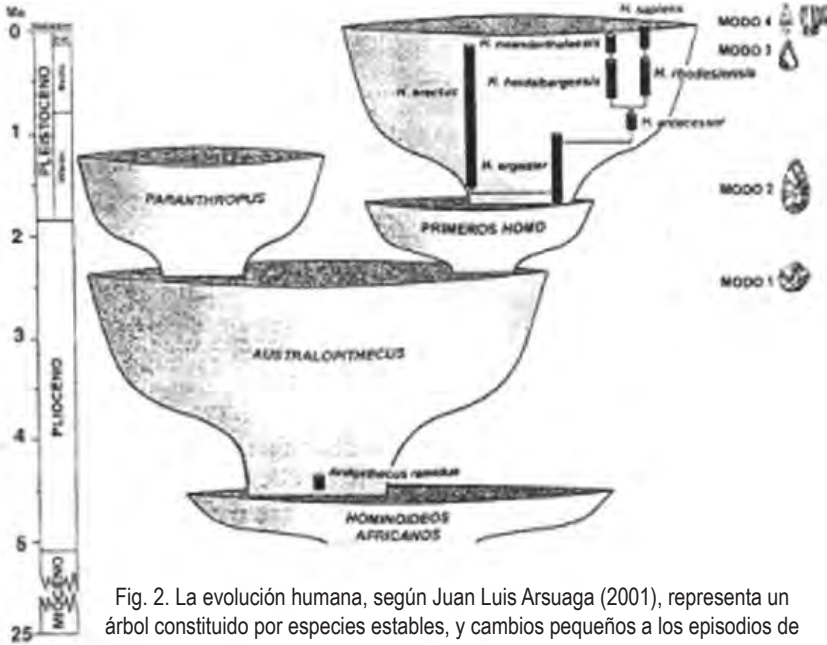 Ma
0
1
2
3
4
5
25
PLEISTOCENO
PLIOCENO
MIOCENO
H. sapiens
H. neanderthalensis
H. erectus
H. heidelbergensis
H. rhodesiensis
H. antecessor
H. ergaster
MODO 4
MODO 3
MODO 2
MODO 1
PARANTHROPUS
PRIMEROS HOMO
AUSTRALOPITHECUS
Ardipithecus ramidus
HOMINOIDEOS
AFRICANOS
Fig. 2. La evolución humana, según Juan Luis Arsuaga (2001), representa un
árbol constituido por especies estables, y cambios pequeños a los episodios de